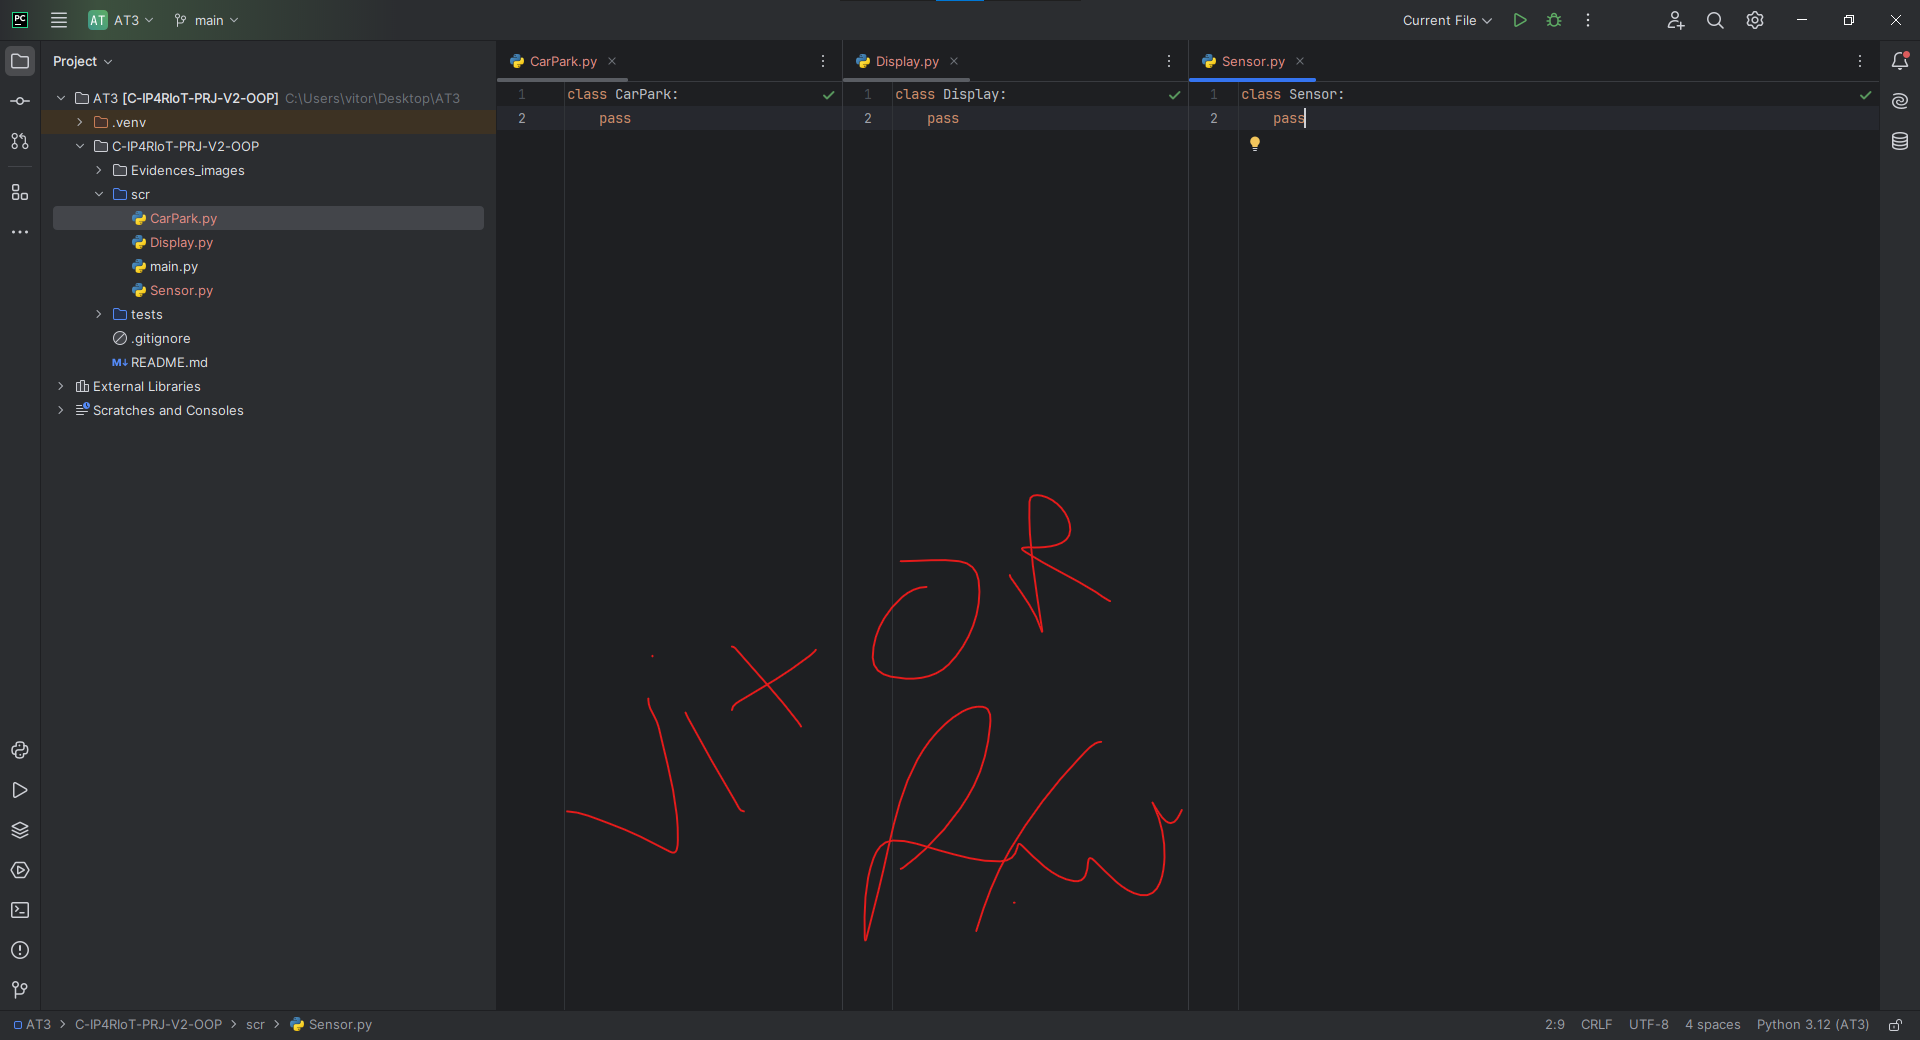 PC
AT AT3
main
Current File
Project
AT3 [C-IP4RIoT-PRJ-V2-OOP] C:\Users\vitor\Desktop\AT3
.venv
C-IP4RIoT-PRJ-V2-OOP
Evidences_images
scr
CarPark.py
Display.py
main.py
Sensor.py
tests
.gitignore
M↓ README.md
External Libraries
Scratches and Consoles
CarPark.py
1 class CarPark:
2 pass
Display.py
1 class Display:
2 pass
Sensor.py
1 class Sensor:
2 pass
AT3 > C-IP4RIoT-PRJ-V2-OOP > scr > Sensor.py
2:9 CRLF UTF-8 4 spaces Python 3.12 (AT3)